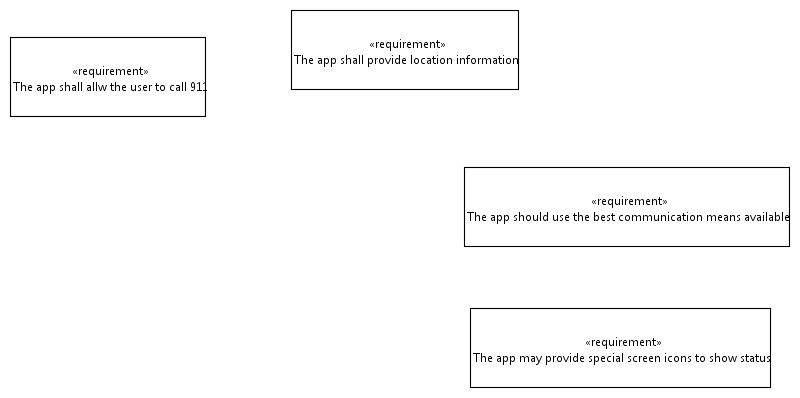 «requirement»
The app shall allw the user to call 911
«requirement»
The app shall provide location information
«requirement»
The app should use the best communication means available
«requirement»
The app may provide special screen icons to show status